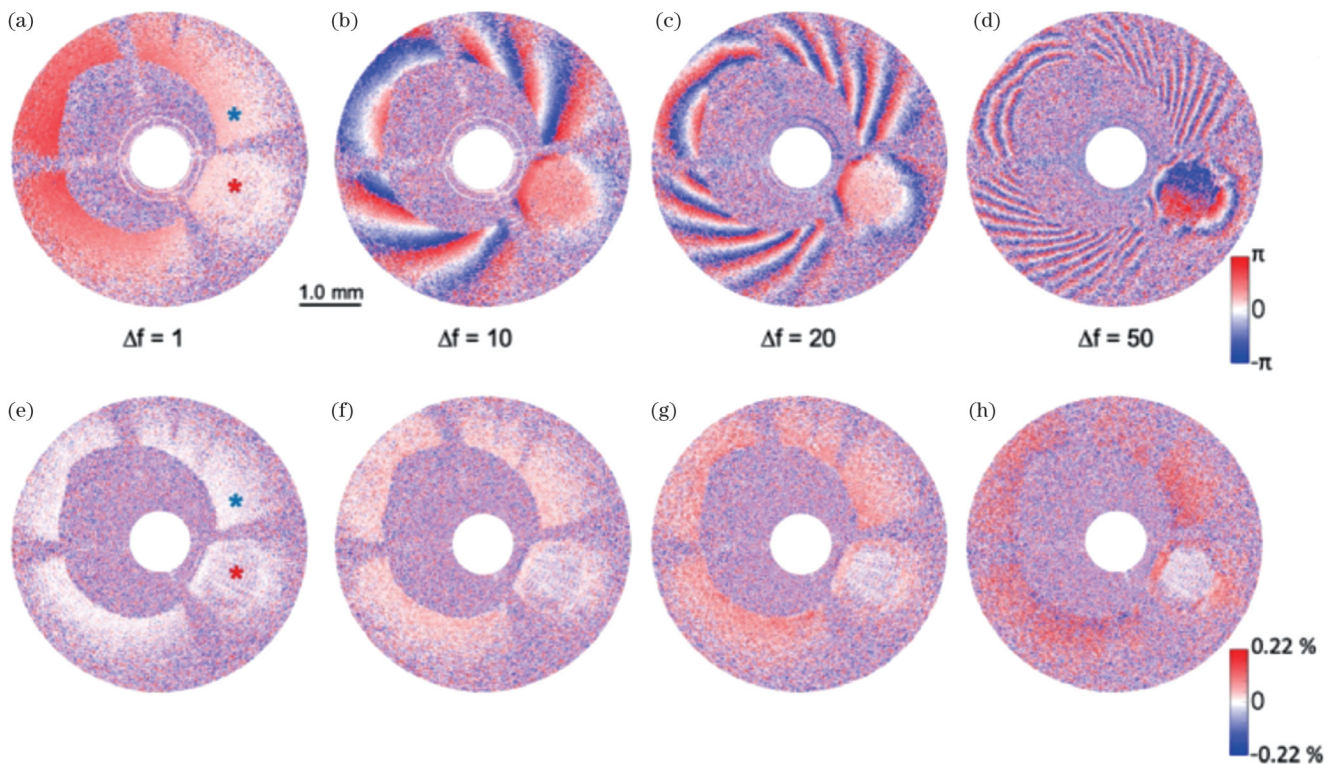 (a) (b) (c) (d)
* *
π
0
-π
1.0 mm
Δf = 1 Δf = 10 Δf = 20 Δf = 50
(e) (f) (g) (h)
* *
0.22 %
0
-0.22 %